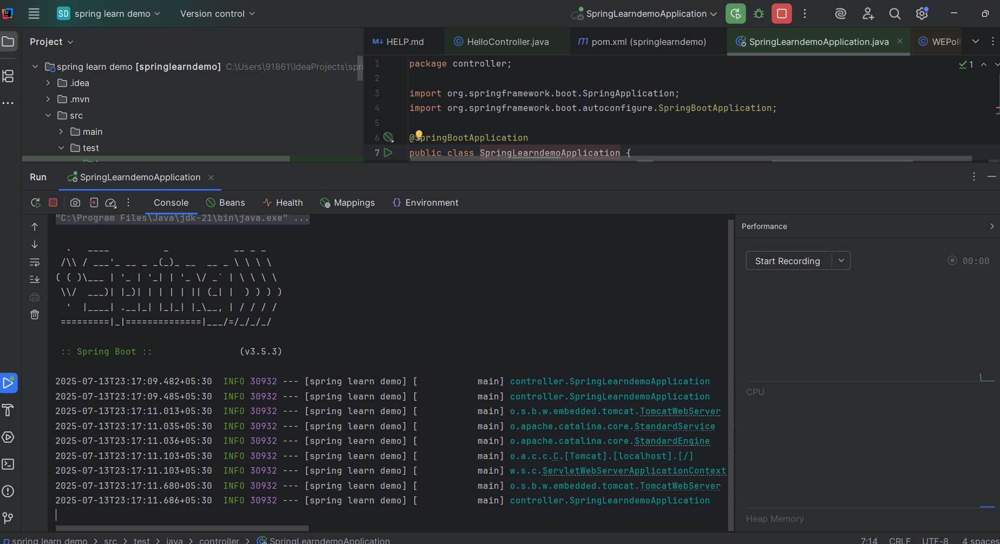 SD spring learn demo Version control SpringLearndemoApplication
Project
HELP.md HelloController.java pom.xml (springlearndemo) SpringLearndemoApplication.java WEPoll
spring learn demo [springlearndemo] C:\Users\91861\IdeaProjects\spri
.idea
.mvn
src
main
test
1 package controller;
2
3 import org.springframework.boot.SpringApplication;
4 import org.springframework.boot.autoconfigure.SpringBootApplication;
5
6 @SpringBootApplication
7 public class SpringLearndemoApplication {
1
Run SpringLearndemoApplication
Console Beans Health Mappings Environment
"C:\Program Files\Java\jdk-21\bin\java.exe" ...
  .   ____          _            __ _ _
 /\\ / ___'_ __ _ _(_)_ __  __ _ \ \ \ \
( ( )\___ | '_ | '_| | '_ \/ _` | \ \ \ \
 \\/  ___)| |_)| | | | | || (_| |  ) ) ) )
  '  |____| .__|_| |_|_| |_\__, | / / / /
 =========|_|==============|___/=/_/_/_/
:: Spring Boot :: (v3.5.3)
2025-07-13T23:17:09.482+05:30 INFO 30932 --- [spring learn demo] [ main] controller.SpringLearndemoApplication
2025-07-13T23:17:09.485+05:30 INFO 30932 --- [spring learn demo] [ main] controller.SpringLearndemoApplication
2025-07-13T23:17:11.013+05:30 INFO 30932 --- [spring learn demo] [ main] o.s.b.w.embedded.tomcat.TomcatWebServer
2025-07-13T23:17:11.035+05:30 INFO 30932 --- [spring learn demo] [ main] o.apache.catalina.core.StandardService
2025-07-13T23:17:11.036+05:30 INFO 30932 --- [spring learn demo] [ main] o.apache.catalina.core.StandardEngine
2025-07-13T23:17:11.103+05:30 INFO 30932 --- [spring learn demo] [ main] o.a.c.c.C.[Tomcat].[localhost].[/]
2025-07-13T23:17:11.103+05:30 INFO 30932 --- [spring learn demo] [ main] w.s.c.ServletWebServerApplicationContext
2025-07-13T23:17:11.680+05:30 INFO 30932 --- [spring learn demo] [ main] o.s.b.w.embedded.tomcat.TomcatWebServer
2025-07-13T23:17:11.686+05:30 INFO 30932 --- [spring learn demo] [ main] controller.SpringLearndemoApplication
Performance
Start Recording 00:00
CPU
Heap Memory
spring learn demo > src > test > java > controller > SpringLearndemoApplication 7:14 CRLF UTF-8 4 spaces